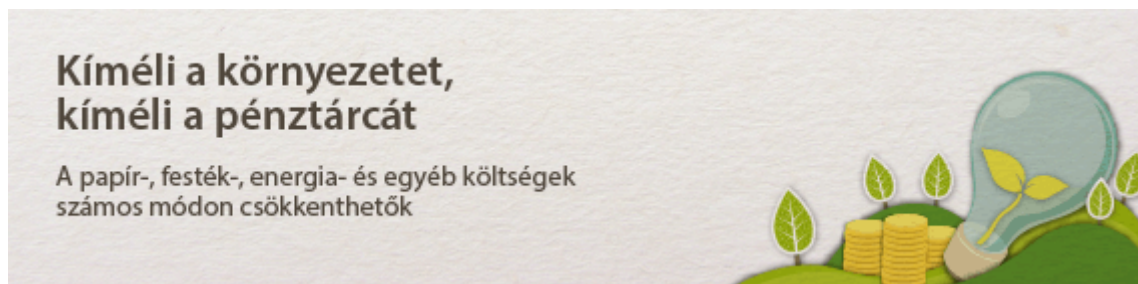 Kíméli a környezetet,
kíméli a pénztárcát
A papír-, festék-, energia- és egyéb költségek
számos módon csökkenthetők